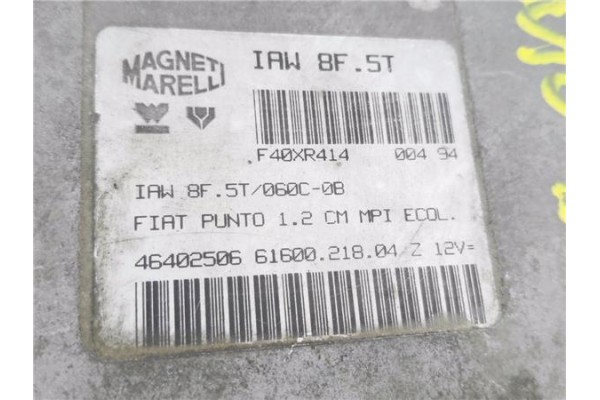 MAGNETI
MARELLI
IAW 8F.5T
F40XR414 004 94
IAW 8F.5T/060C-0B
FIAT PUNTO 1.2 CM MPI ECOL.
46402506 61600.218.04 Z 12V=